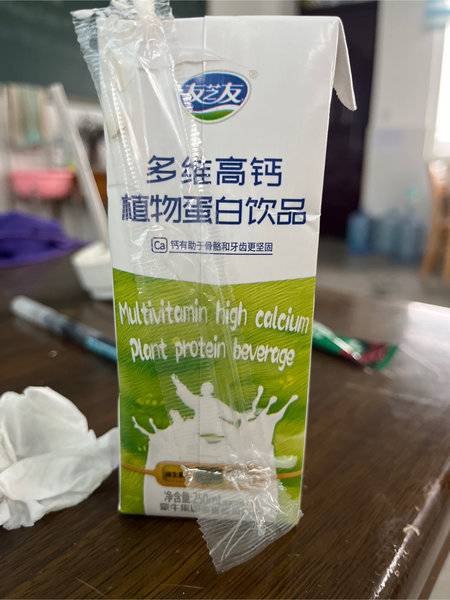 友芝友
®
多维高钙
植物蛋白饮品
Ca 钙有助于骨骼和牙齿更坚固
Multivitamin high calcium
Plant protein beverage
净含量 250mL